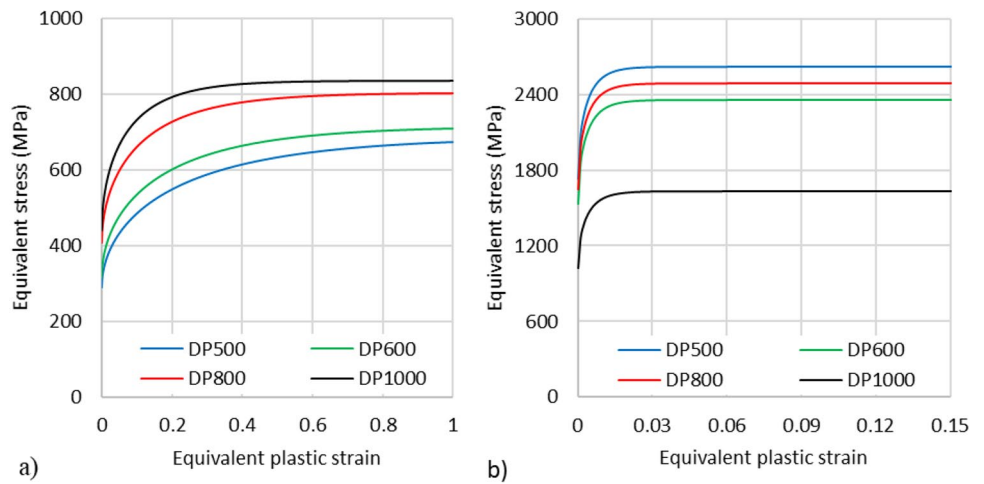 1000
800
600
400
200
0
Equivalent stress (MPa)
0 0.2 0.4 0.6 0.8 1
Equivalent plastic strain
DP500 DP600
DP800 DP1000
a)
3000
2400
1800
1200
600
0
Equivalent stress (MPa)
0 0.03 0.06 0.09 0.12 0.15
Equivalent plastic strain
DP500 DP600
DP800 DP1000
b)